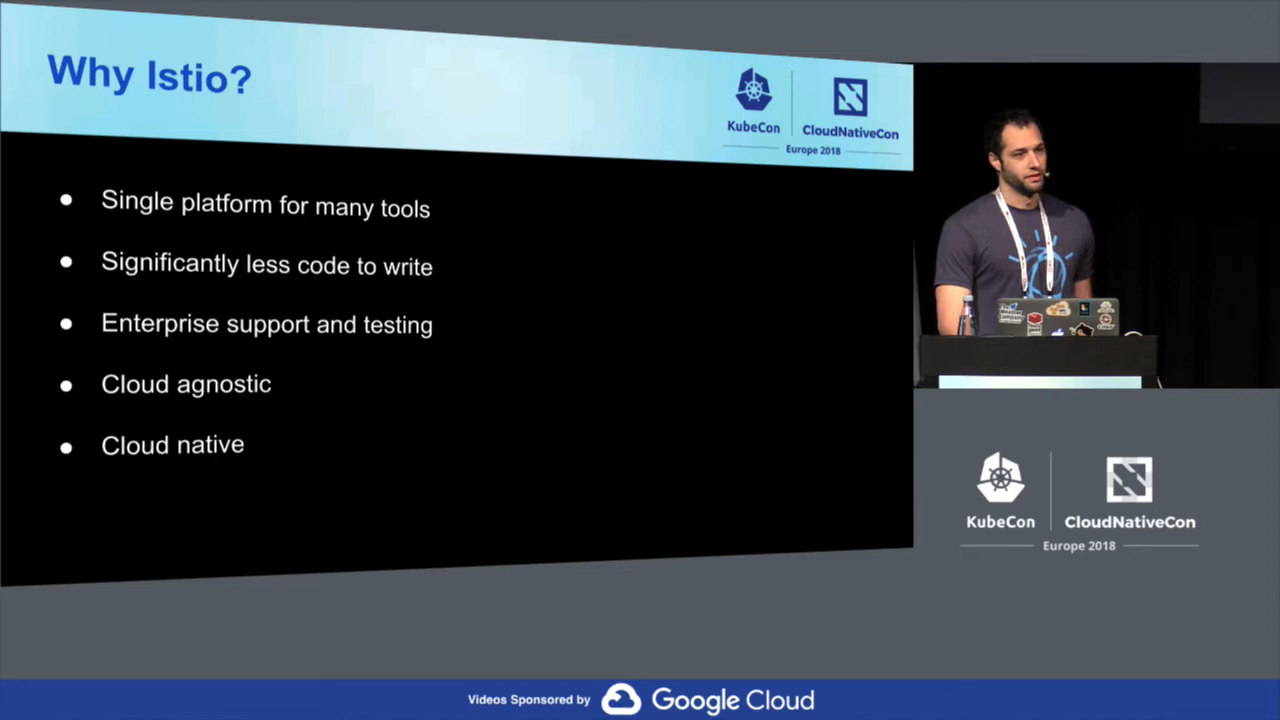 Why Istio?
KubeCon
CloudNativeCon
Europe 2018
Single platform for many tools
Significantly less code to write
Enterprise support and testing
Cloud agnostic
Cloud native
KubeCon
CloudNativeCon
Europe 2018
Videos Sponsored by Google Cloud